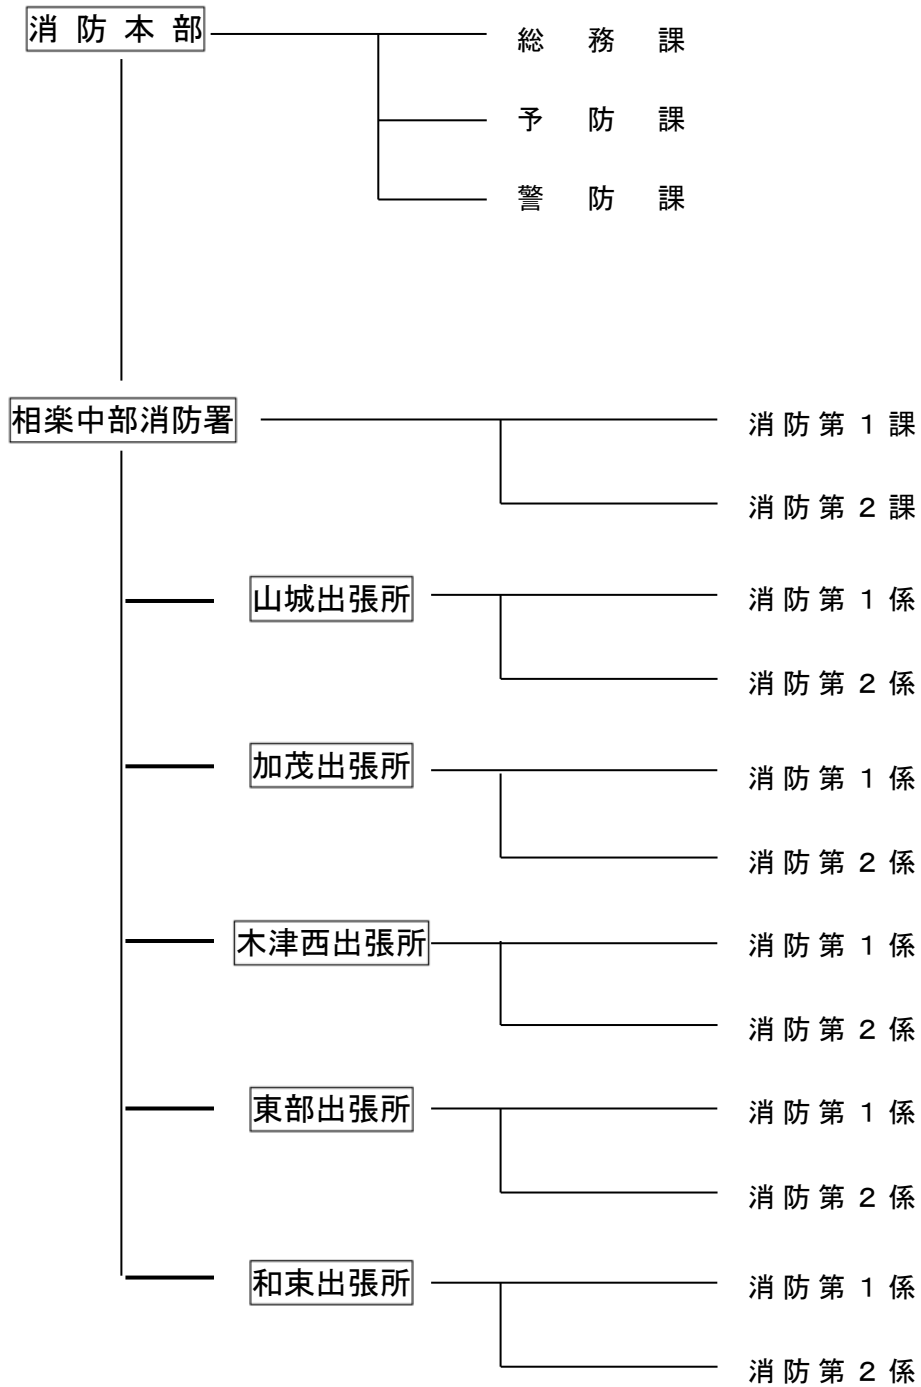 消防本部 総務課
予防課
警防課
相楽中部消防署 消防第１課
消防第２課
山城出張所 消防第１係
消防第２係
加茂出張所 消防第１係
消防第２係
木津西出張所 消防第１係
消防第２係
東部出張所 消防第１係
消防第２係
和束出張所 消防第１係
消防第２係